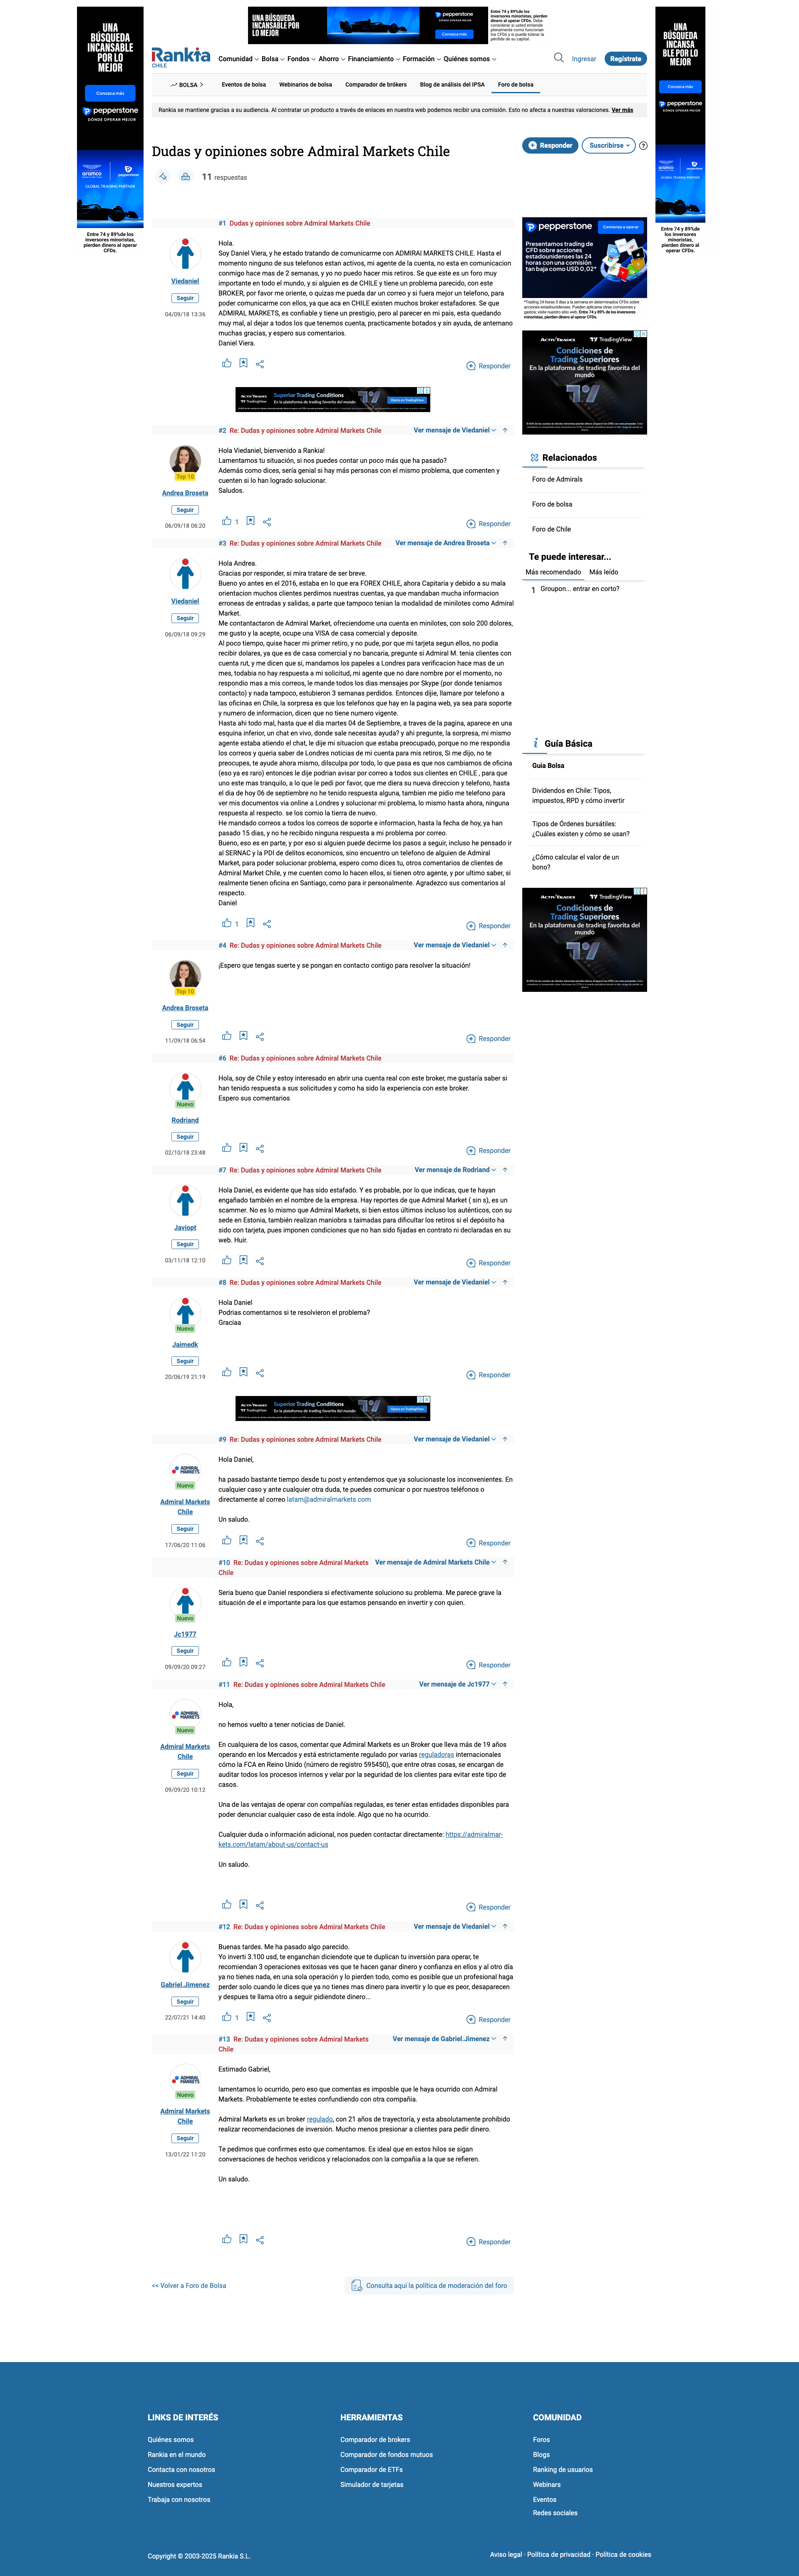 UNA
BÚSQUEDA
INCANSABLE
POR LO
MEJOR
Conozca más
pepperstone
DÓNDE OPERAR MEJOR
aramco
pepperstone
GLOBAL TRADING PARTNER
Entre 74 y 89%de los
inversores minoristas,
pierden dinero al operar
CFDs.
UNA BÚSQUEDA
INCANSABLE POR
LO MEJOR
pepperstone
DÓNDE OPERAR MEJOR
Conozca más
Entre 74 y 89% de los
inversores minoristas, pierden
dinero al operar CFDs. Debe
considerar si usted entiende
plenamente como funcionan
los CFDs y si puede tolerar la
pérdida de su capital.
UNA
BÚSQUEDA
INCANSA
BLE POR LO
MEJOR
Conozca más
pepperstone
DÓNDE OPERAR MEJOR
GLOBAL TRADING PARTNER
Entre 74 y 89%de
los inversores
minoristas,
pierden dinero al
operar CFDs.
Rankia
CHILE
Comunidad Bolsa Fondos Ahorro Financiamiento Formación Quiénes somos
Ingresar
Regístrate
BOLSA
Eventos de bolsa Webinarios de bolsa Comparador de brókers Blog de análisis del IPSA Foro de bolsa
Rankia se mantiene gracias a su audiencia. Al contratar un producto a través de enlaces en nuestra web podemos recibir una comisión. Esto no afecta a nuestras valoraciones. Ver más
Dudas y opiniones sobre Admiral Markets Chile
Responder
Suscribirse
11 respuestas
#1 Dudas y opiniones sobre Admiral Markets Chile
Viedaniel
Seguir
04/09/18 13:36
Hola.
Soy Daniel Viera, y he estado tratando de comunicarme con ADMIRAl MARKETS CHILE. Hasta el
momento ninguno de sus telefonos estan activos, mi agente de la cuenta, no esta en comunicacion
conmigo hace mas de 2 semanas, y yo no puedo hacer mis retiros. Se que este es un foro muy
importante en todo el mundo, y si alguien es de CHILE y tiene un problema parecido, con este
BROKER, por favor me oriente, o quizas me pueda dar un correo y si fuera mejor un telefono, para
poder comunicarme con ellos, ya que aca en CHILE existen muchos broker estafadores. Se que
ADMIRAL MARKETS, es confiable y tiene un prestigio, pero al parecer en mi pais, esta quedando
muy mal, al dejar a todos los que tenemos cuenta, practicamente botados y sin ayuda, de antemano
muchas gracias, y espero sus comentarios.
Daniel Viera.
Responder
ACTIVTRADES
TradingView
Superior Trading Conditions
En la plataforma de trading favorita del mundo
#2 Re: Dudas y opiniones sobre Admiral Markets Chile
Ver mensaje de Viedaniel
Top 10
Andrea Broseta
Seguir
06/09/18 06:20
Hola Viedaniel, bienvenido a Rankia!
Lamentamos tu situación, si nos puedes contar un poco más que ha pasado?
Además como dices, sería genial si hay más personas con el mismo problema, que comenten y
cuenten si lo han logrado solucionar.
Saludos.
1
Responder
#3 Re: Dudas y opiniones sobre Admiral Markets Chile
Ver mensaje de Andrea Broseta
Viedaniel
Seguir
06/09/18 09:29
Hola Andrea.
Gracias por responder, si mira tratare de ser breve.
Bueno yo antes en el 2016, estaba en lo que era FOREX CHILE, ahora Capitaria y debido a su mala
orientacion muchos clientes perdimos nuestras cuentas, ya que mandaban mucha informacion
erroneas de entradas y salidas, a parte que tampoco tenian la modalidad de minilotes como Admiral
Market.
Me contantactaron de Admiral Market, ofreciendome una cuenta en minilotes, con solo 200 dolares,
me gusto y la acepte, ocupe una VISA de casa comercial y deposite.
Al poco tiempo, quise hacer mi primer retiro, y no pude, por que mi tarjeta segun ellos, no podia
recibir dolares, ya que es de casa comercial y no bancaria, pregunte si Admiral M. tenia clientes con
cuenta rut, y me dicen que si, mandamos los papeles a Londres para verificacion hace mas de un
mes, todabia no hay respuesta a mi solicitud, mi agente que no dare nombre por el momento, no
respondio mas a mis correos, le mande todos los dias mensajes por Skype (por donde teniamos
contacto) y nada tampoco, estubieron 3 semanas perdidos. Entonces dijje, llamare por telefono a
las oficinas en Chile, la sorpresa es que los telefonos que hay en la pagina web, ya sea para soporte
y numero de informacion, dicen que no tiene numero vigente.
Hasta ahí todo mal, hasta que el dia martes 04 de Septiembre, a traves de la pagina, aparece en una
esquina inferior, un chat en vivo, donde sale necesitas ayuda? y ahi pregunte, la sorpresa, mi mismo
agente estaba atiendo el chat, le dije mi situacion que estaba preocupado, porque no me respondia
los correos y queria saber de Londres noticias de mi cuenta para mis retiros, Si me dijo, no te
preocupes, te ayude ahora mismo, dilsculpa por todo, lo que pasa es que nos cambiamos de oficina
(oy ya es raro) entonces le dije podrian avisar por correo a todos sus clientes en CHILE , para que
uno este mas tranquilo, a lo que le pedi por favor, que me diera su nueva direccion y telefono, hasta
el dia de hoy 06 de septiembre no he tenido respuesta alguna, tambien me pidio me telefono para
ver mis documentos via online a Londres y solucionar mi problema, lo mismo hasta ahora, ninguna
respuesta al respecto. se los comio la tierra de nuevo.
He mandado correos a todos los correos de soporte e informacion, hasta la fecha de hoy, ya han
pasado 15 dias, y no he recibido ninguna respuesta a mi problema por correo.
Bueno, eso es en parte, y por eso si alguien puede decirme los pasos a seguir, incluso he pensado ir
al SERNAC y la PDI de delitos economicos, sino encuentro un telefono de alguien de Admiral
Market, para poder solucionar problema, espero como dices tu, otros comentarios de clientes de
Admiral Market Chile, y me cuenten como lo hacen ellos, si tienen otro agente, y por ultimo saber, si
realmente tienen oficina en Santiago, como para ir personalmente. Agradezco sus comentarios al
respecto.
Daniel
1
Responder
#4 Re: Dudas y opiniones sobre Admiral Markets Chile
Ver mensaje de Viedaniel
Top 10
Andrea Broseta
Seguir
11/09/18 06:54
¡Espero que tengas suerte y se pongan en contacto contigo para resolver la situación!
Responder
#6 Re: Dudas y opiniones sobre Admiral Markets Chile
Nuevo
Rodriand
Seguir
02/10/18 23:48
Hola, soy de Chile y estoy interesado en abrir una cuenta real con este broker, me gustaría saber si
han tenido respuesta a sus solicitudes y como ha sido la experiencia con este broker.
Espero sus comentarios
Responder
#7 Re: Dudas y opiniones sobre Admiral Markets Chile
Ver mensaje de Rodriand
Javiopt
Seguir
03/11/18 12:10
Hola Daniel, es evidente que has sido estafado. Y es probable, por lo que indicas, que te hayan
engañado también en el nombre de la empresa. Hay reportes de que Admiral Market ( sin s), es un
scammer. No es lo mismo que Admiral Markets, si bien estos últimos incluso los auténticos, con su
sede en Estonia, también realizan maniobra s taimadas para dificultar los retiros si el depósito ha
sido con tarjeta, pues imponen condiciones que no han sido fijadas en contrato ni declaradas en su
web. Huir.
Responder
#8 Re: Dudas y opiniones sobre Admiral Markets Chile
Ver mensaje de Viedaniel
Nuevo
Jaimedk
Seguir
20/06/19 21:19
Hola Daniel
Podrias comentarnos si te resolvieron el problema?
Graciaa
Responder
ACTIVTRADES
TradingView
Superior Trading Conditions
En la plataforma de trading favorita del mundo
#9 Re: Dudas y opiniones sobre Admiral Markets Chile
Ver mensaje de Viedaniel
ADMIRAL
MARKETS
Nuevo
Admiral Markets
Chile
Seguir
17/06/20 11:06
Hola Daniel,
ha pasado bastante tiempo desde tu post y entendemos que ya solucionaste los inconvenientes. En
cualquier caso y ante cualquier otra duda, te puedes comunicar o por nuestros teléfonos o
directamente al correo latam@admiralmarkets.com
Un saludo.
Responder
#10 Re: Dudas y opiniones sobre Admiral Markets
Chile
Ver mensaje de Admiral Markets Chile
Nuevo
Jc1977
Seguir
09/09/20 09:27
Seria bueno que Daniel respondiera si efectivamente soluciono su problema. Me parece grave la
situación de el e importante para los que estamos pensando en invertir y con quien.
Responder
#11 Re: Dudas y opiniones sobre Admiral Markets Chile
Ver mensaje de Jc1977
ADMIRAL
MARKETS
Nuevo
Admiral Markets
Chile
Seguir
09/09/20 10:12
Hola,
no hemos vuelto a tener noticias de Daniel.
En cualquiera de los casos, comentar que Admiral Markets es un Broker que lleva más de 19 años
operando en los Mercados y está estrictamente regulado por varias reguladoras internacionales
cómo la FCA en Reino Unido (número de registro 595450), que entre otras cosas, se encargan de
auditar todos los procesos internos y velar por la seguridad de los clientes para evitar este tipo de
casos.
Una de las ventajas de operar con compañías reguladas, es tener estas entidades disponibles para
poder denunciar cualquier caso de esta índole. Algo que no ha ocurrido.
Cualquier duda o información adicional, nos pueden contactar directamente: https://admiralmar-
kets.com/latam/about-us/contact-us
Un saludo.
Responder
#12 Re: Dudas y opiniones sobre Admiral Markets Chile
Ver mensaje de Viedaniel
Gabriel.Jimenez
Seguir
22/07/21 14:40
Buenas tardes. Me ha pasado algo parecido.
Yo inverti 3.100 usd, te enganchan diciendote que te duplican tu inversión para operar, te
recomiendan 3 operaciones exitosas ves que te hacen ganar dinero y confianza en ellos y al otro día
ya no tienes nada, en una sola operación y lo pierden todo, como es posible que un profesional haga
perder solo cuando le dices que ya no tienes mas dinero para invertir y lo que es peor, desaparecen
y despues te llama otro a seguir pidiendote dinero...
1
Responder
#13 Re: Dudas y opiniones sobre Admiral Markets
Chile
Ver mensaje de Gabriel.Jimenez
ADMIRAL
MARKETS
Nuevo
Admiral Markets
Chile
Seguir
13/01/22 11:20
Estimado Gabriel,
lamentamos lo ocurrido, pero eso que comentas es imposible que le haya ocurrido con Admiral
Markets. Probablemente te estes confundiendo con otra compañía.
Admiral Markets es un broker regulado, con 21 años de trayectoría, y esta absolutamente prohibido
realizar recomendaciones de inversión. Mucho menos presionar a clientes para pedir dinero.
Te pedimos que confirmes esto que comentamos. Es ideal que en estos hilos se sigan
conversaciones de hechos verídicos y relacionados con la compañia a la que se refieren.
Un saludo.
Responder
<< Volver a Foro de Bolsa
Consulta aquí la política de moderación del foro
pepperstone
Comienza a operar
Presentamos trading de
CFD sobre acciones
estadounidenses las 24
horas con una comisión
tan baja como USD 0,02*
ACTIVTRADES TradingView
Condiciones de
Trading Superiores
En la plataforma de trading favorita del
mundo
Relacionados
Foro de Admirals
Foro de bolsa
Foro de Chile
Te puede interesar...
Más recomendado Más leído
1 Groupon... entrar en corto?
Guía Básica
Guia Bolsa
Dividendos en Chile: Tipos,
impuestos, RPD y cómo invertir
Tipos de Órdenes bursátiles:
¿Cuáles existen y cómo se usan?
¿Cómo calcular el valor de un
bono?
ACTIVTRADES TradingView
Condiciones de
Trading Superiores
En la plataforma de trading favorita del
mundo
LINKS DE INTERÉS
Quiénes somos
Rankia en el mundo
Contacta con nosotros
Nuestros expertos
Trabaja con nosotros
HERRAMIENTAS
Comparador de brokers
Comparador de fondos mutuos
Comparador de ETFs
Simulador de tarjetas
COMUNIDAD
Foros
Blogs
Ranking de usuarios
Webinars
Eventos
Redes sociales
Copyright © 2003-2025 Rankia S.L.
Aviso legal · Política de privacidad · Política de cookies